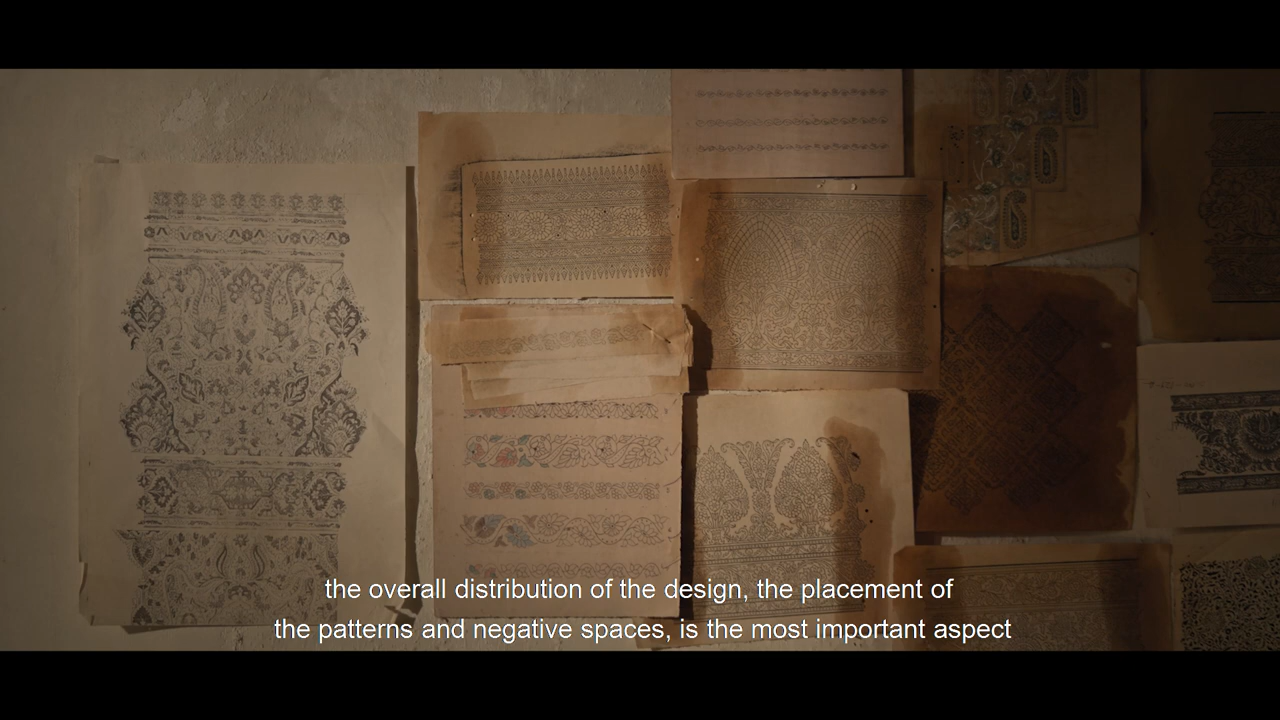 the overall distribution of the design, the placement of
the patterns and negative spaces, is the most important aspect